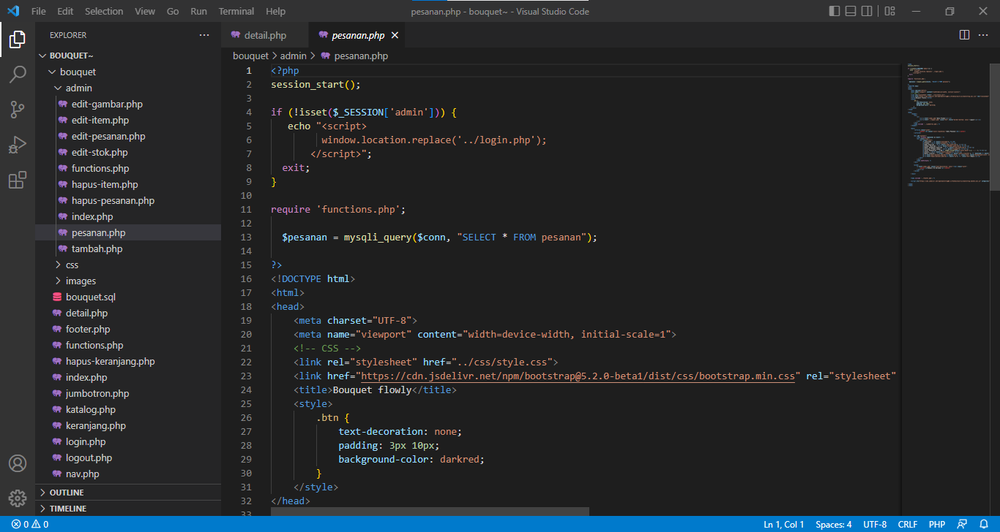 File Edit Selection View Go Run Terminal Help
pesanan.php - bouquet~ - Visual Studio Code
EXPLORER
BOUQUET~
bouquet
admin
edit-gambar.php
edit-item.php
edit-pesanan.php
edit-stok.php
functions.php
hapus-item.php
hapus-pesanan.php
index.php
pesanan.php
tambah.php
css
images
bouquet.sql
detail.php
footer.php
functions.php
hapus-keranjang.php
index.php
jumbotron.php
katalog.php
keranjang.php
login.php
logout.php
nav.php
OUTLINE
TIMELINE
detail.php
pesanan.php
bouquet > admin > pesanan.php
1 <?php
2 session_start();
3
4 if (!isset($_SESSION['admin'])) {
5 echo "<script>
6 window.location.replace('../login.php');
7 </script>";
8 exit;
9 }
10
11 require 'functions.php';
12
13 $pesanan = mysqli_query($conn, "SELECT * FROM pesanan");
14
15 ?>
16 <!DOCTYPE html>
17 <html>
18 <head>
19 <meta charset="UTF-8">
20 <meta name="viewport" content="width=device-width, initial-scale=1">
21 <!-- CSS -->
22 <link rel="stylesheet" href="../css/style.css">
23 <link href="https://cdn.jsdelivr.net/npm/bootstrap@5.2.0-beta1/dist/css/bootstrap.min.css" rel="stylesheet"
24 <title>Bouquet flowly</title>
25 <style>
26 .btn {
27 text-decoration: none;
28 padding: 3px 10px;
29 background-color: darkred;
30 }
31 </style>
32 </head>
33
0 0
Ln 1, Col 1 Spaces: 4 UTF-8 CRLF PHP